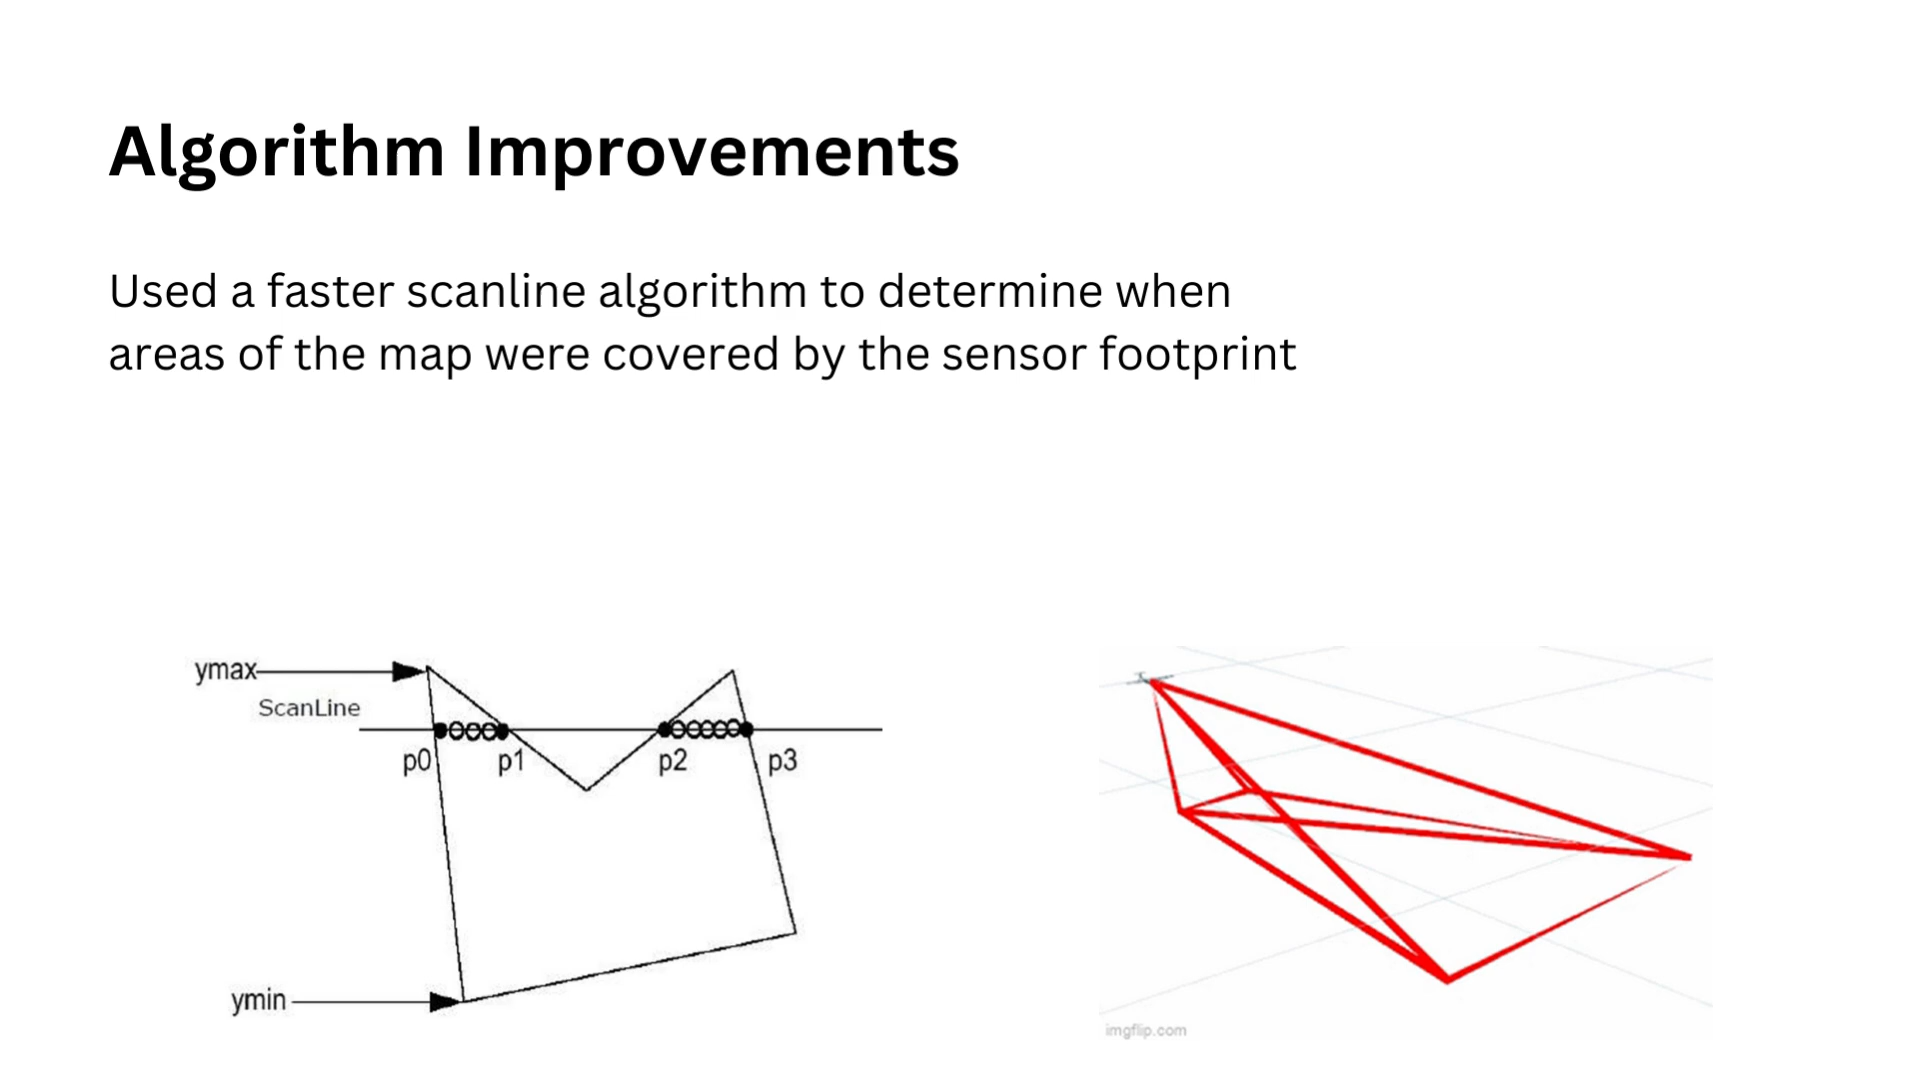 Algorithm Improvements
Used a faster scanline algorithm to determine when
areas of the map were covered by the sensor footprint
ymax
ScanLine
p0
p1
p2
p3
ymin
imgflip.com